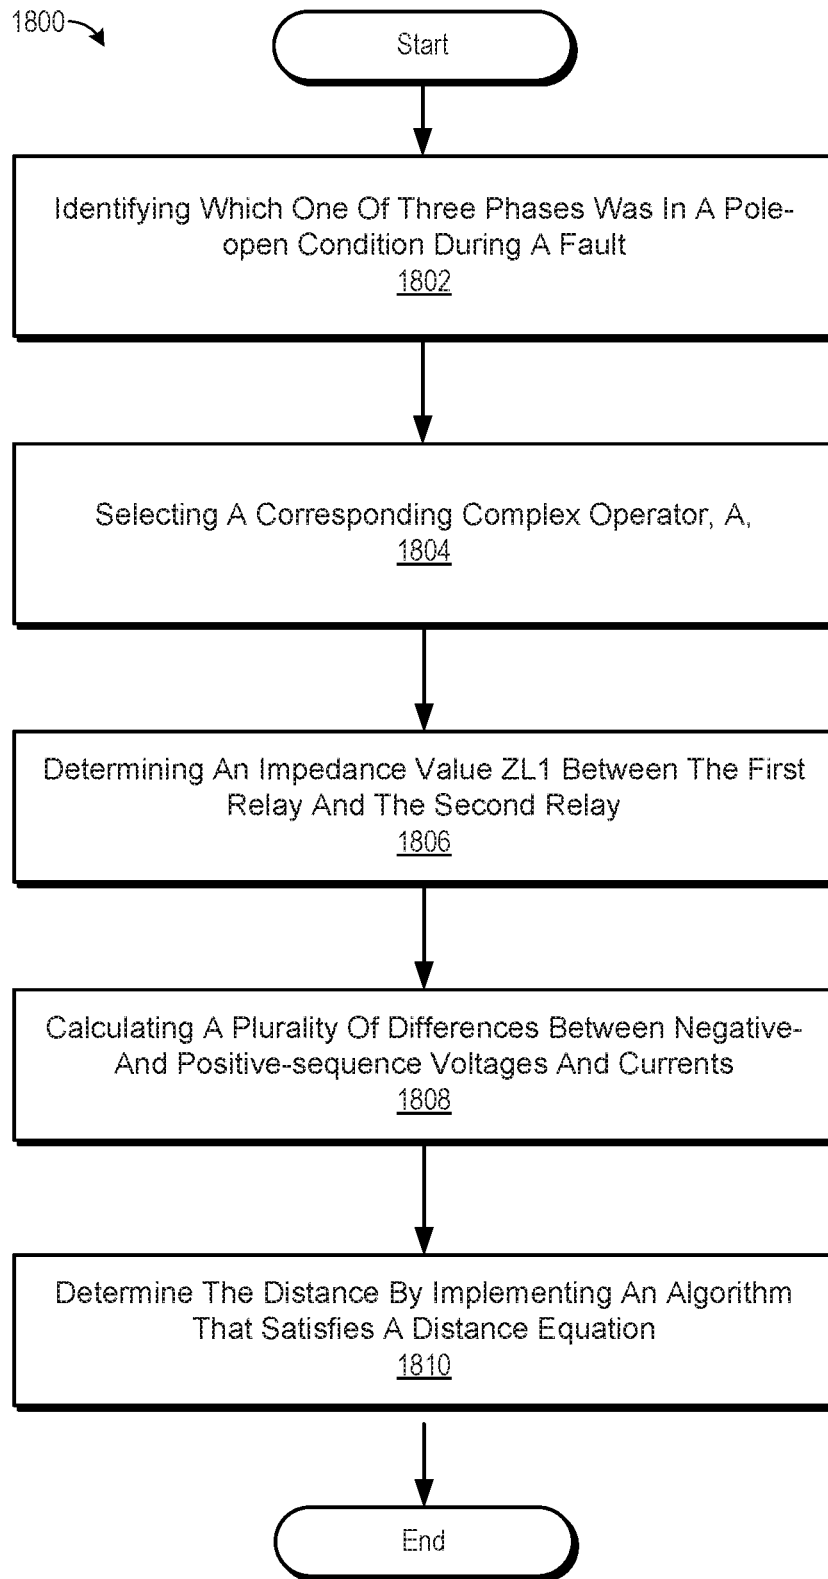 1800
Start
Identifying Which One Of Three Phases Was In A Pole-
open Condition During A Fault
1802
Selecting A Corresponding Complex Operator, A,
1804
Determining An Impedance Value ZL1 Between The First
Relay And The Second Relay
1806
Calculating A Plurality Of Differences Between Negative-
And Positive-sequence Voltages And Currents
1808
Determine The Distance By Implementing An Algorithm
That Satisfies A Distance Equation
1810
End